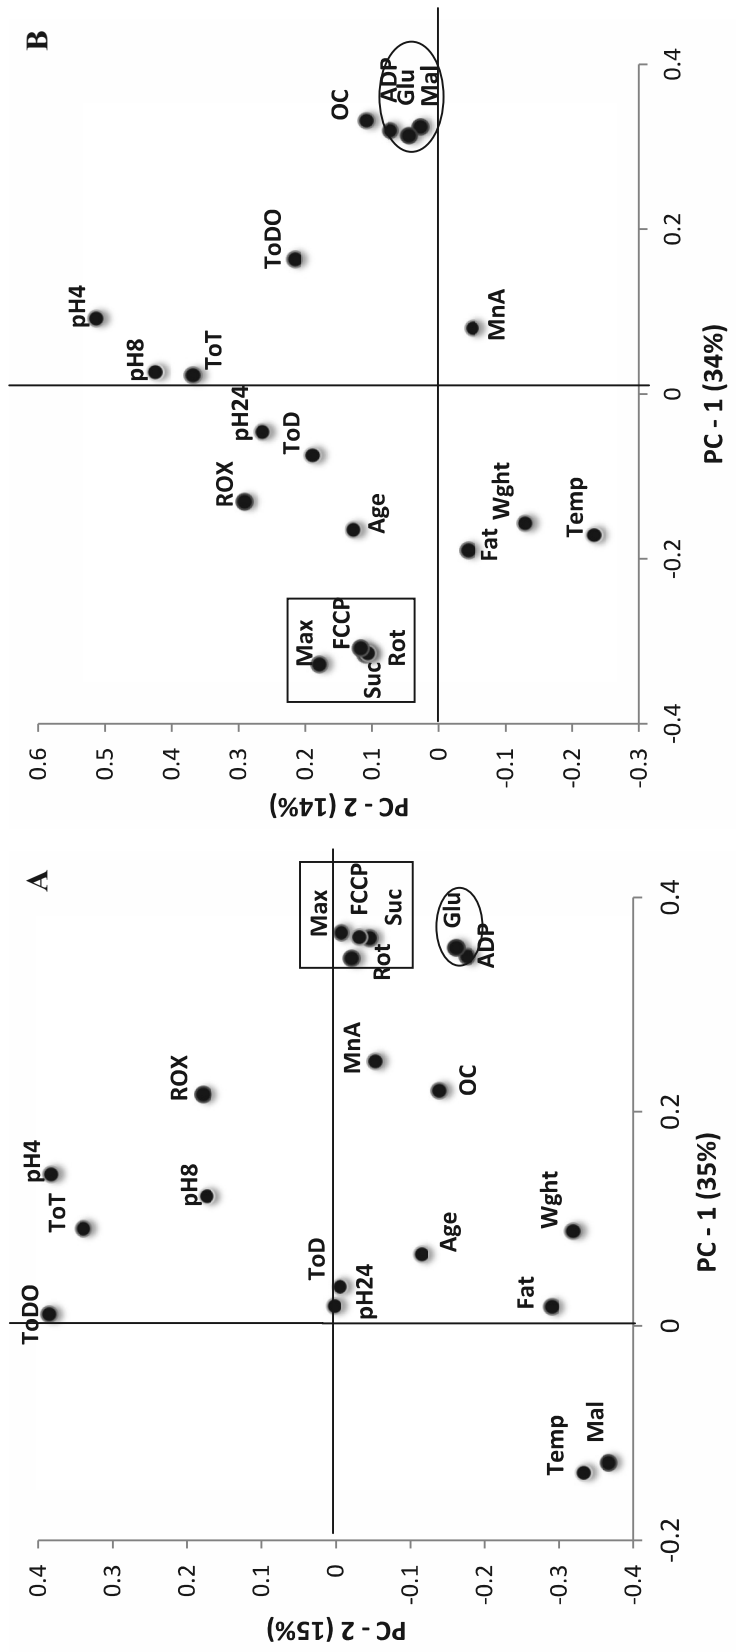 A
0.4
0.3
0.2
0.1
0
-0.1
-0.2
-0.3
-0.4
PC - 2 (15%)
-0.2
0
0.2
0.4
PC - 1 (35%)
ToDO
pH4
ToT
ROX
pH8
ToD
pH24
Max
FCCP
Suc
Rot
MnA
Glu
ADP
OC
Age
Wght
Fat
Temp
Mal
B
0.6
0.5
0.4
0.3
0.2
0.1
0
-0.1
-0.2
-0.3
PC - 2 (14%)
-0.4
-0.2
0
0.2
0.4
PC - 1 (34%)
pH4
pH8
ToT
ToDO
pH24
ToD
ROX
Age
OC
ADP
Glu
Mal
Max
FCCP
Suc
Rot
MnA
Fat
Wght
Temp